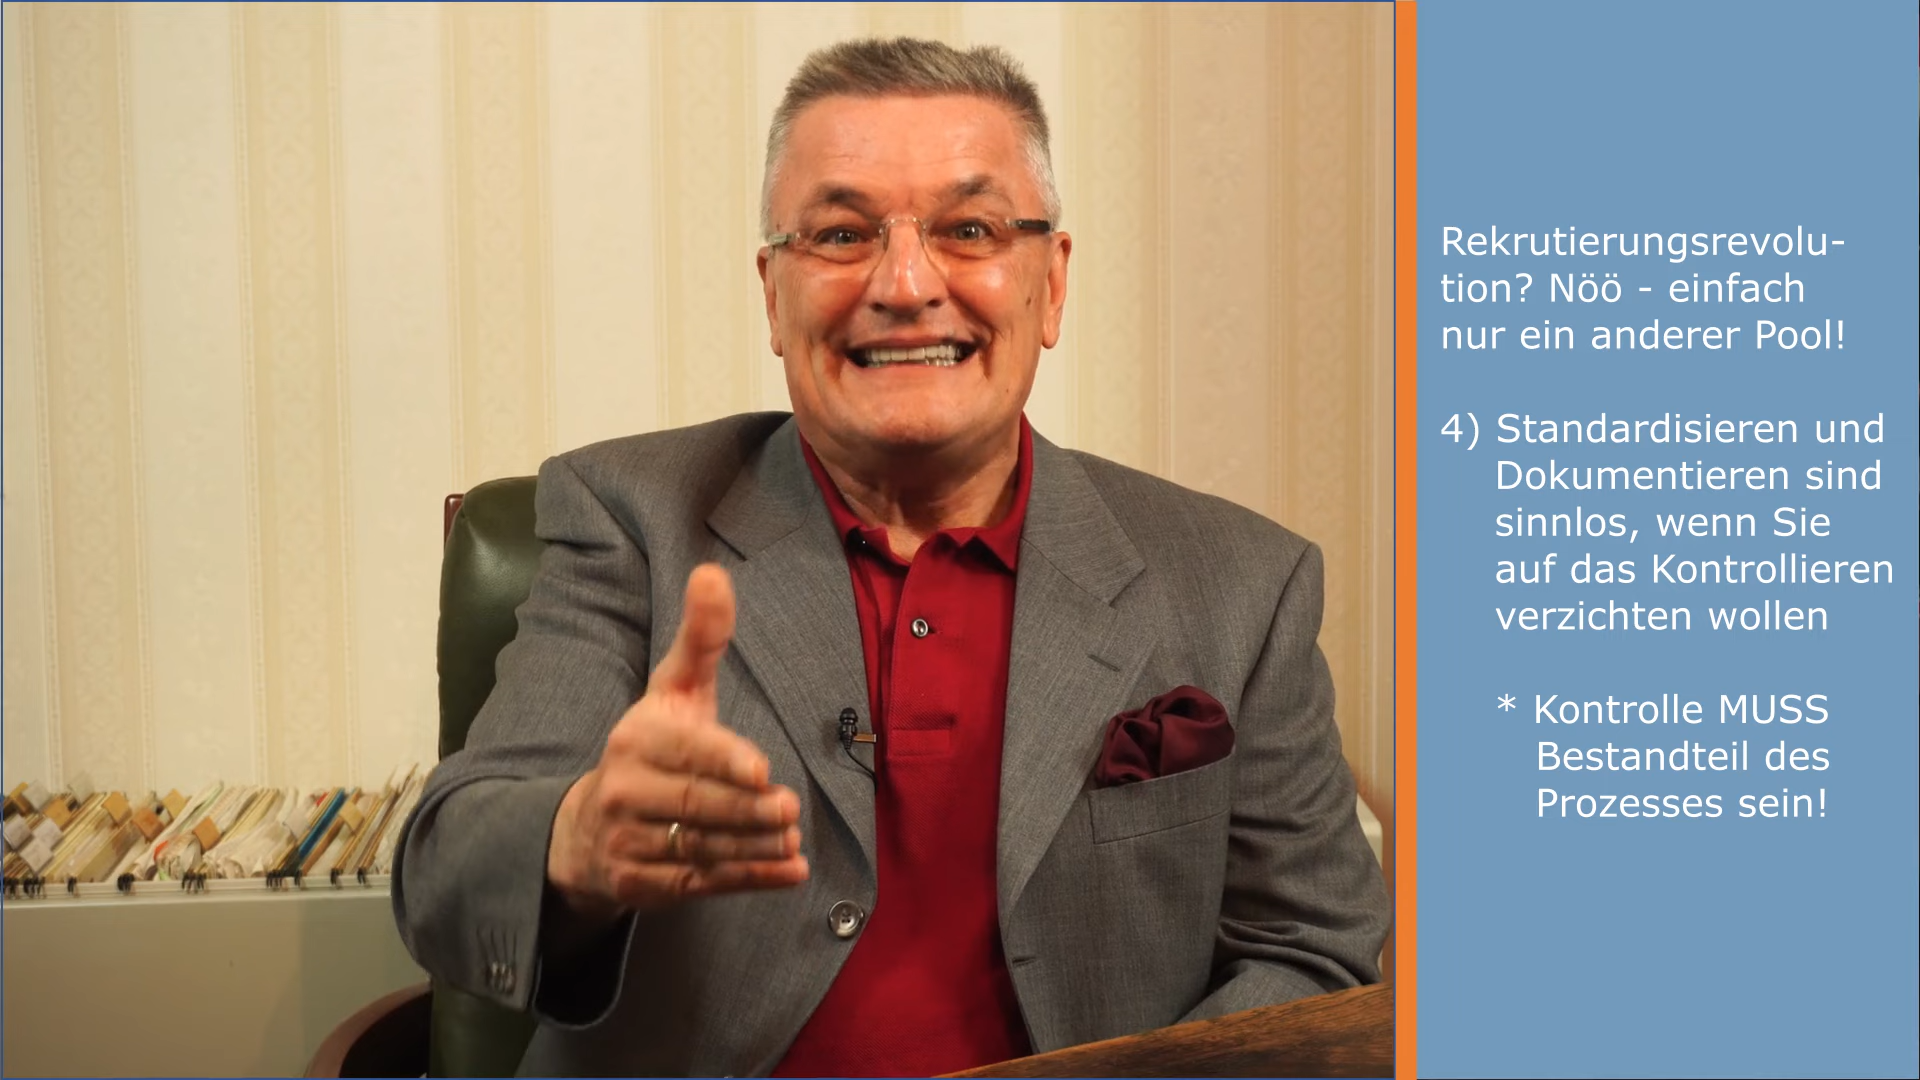 Rekrutierungsrevolu-
tion? Nöö - einfach
nur ein anderer Pool!
4) Standardisieren und
Dokumentieren sind
sinnlos, wenn Sie
auf das Kontrollieren
verzichten wollen
* Kontrolle MUSS
Bestandteil des
Prozesses sein!